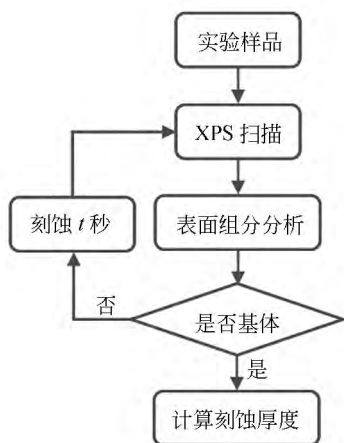 实验样品
XPS 扫描
刻蚀 t 秒
表面组分分析
否
是否基体
是
计算刻蚀厚度